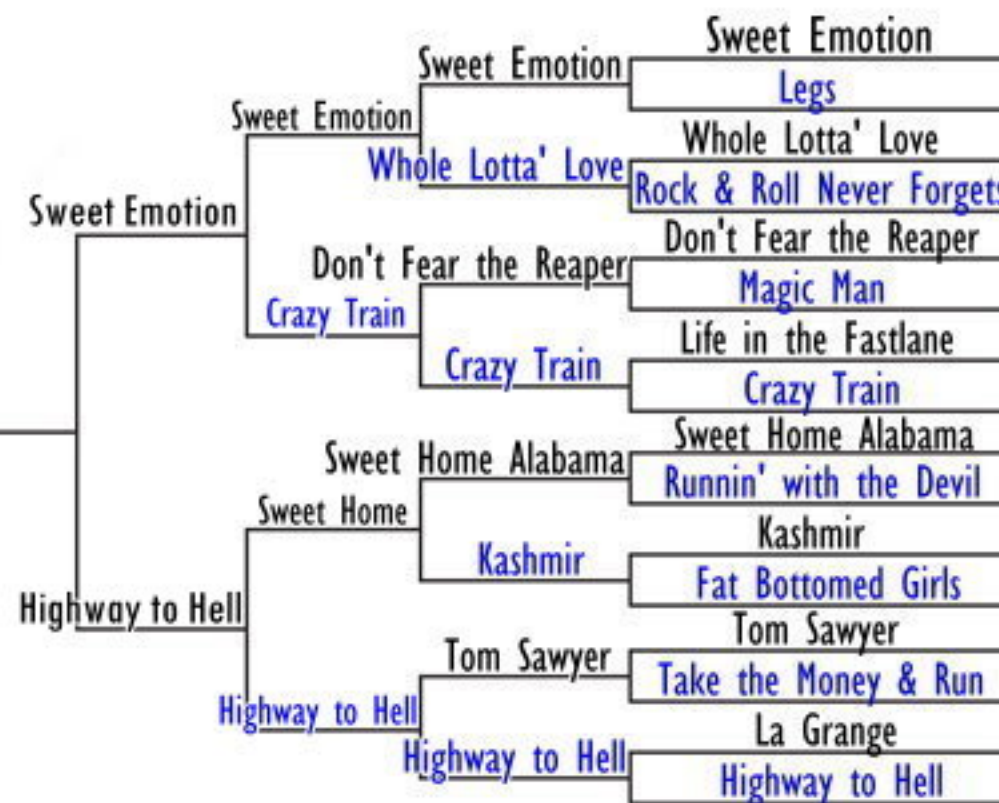 Sweet Emotion
Sweet Emotion
Legs
Sweet Emotion
Whole Lotta' Love
Whole Lotta' Love
Rock & Roll Never Forgets
Sweet Emotion
Don't Fear the Reaper
Don't Fear the Reaper
Magic Man
Crazy Train
Life in the Fastlane
Crazy Train
Crazy Train
Sweet Home Alabama
Sweet Home Alabama
Runnin' with the Devil
Sweet Home
Kashmir
Kashmir
Fat Bottomed Girls
Highway to Hell
Tom Sawyer
Tom Sawyer
Take the Money & Run
Highway to Hell
La Grange
Highway to Hell
Highway to Hell